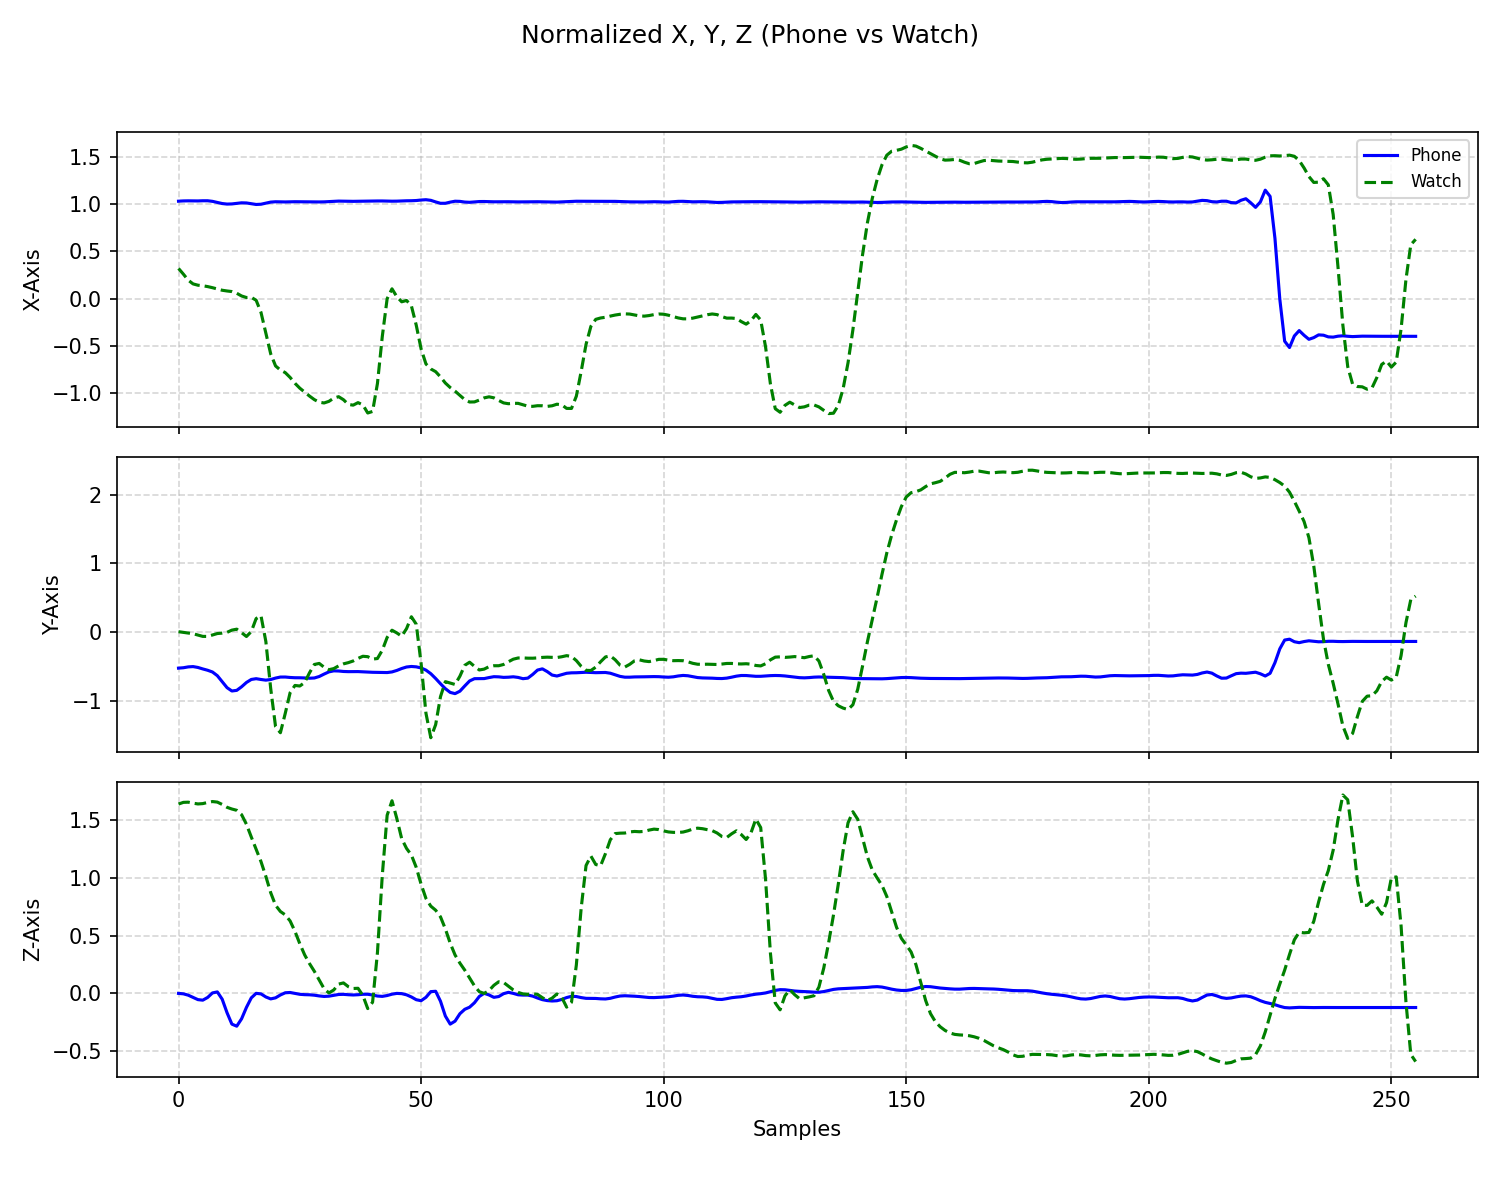 Normalized X, Y, Z (Phone vs Watch)
1.5
1.0
0.5
0.0
−0.5
−1.0
X-Axis
Phone
Watch
2
1
0
−1
Y-Axis
1.5
1.0
0.5
0.0
−0.5
Z-Axis
0 50 100 150 200 250
Samples